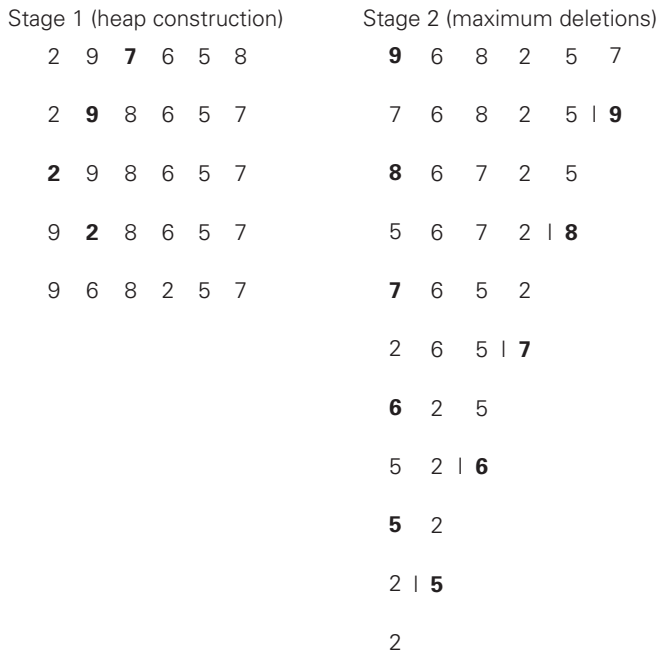 Stage 1 (heap construction)
2 9 7 6 5 8
2 9 8 6 5 7
2 9 8 6 5 7
9 2 8 6 5 7
9 6 8 2 5 7
Stage 2 (maximum deletions)
9 6 8 2 5 7
7 6 8 2 5 | 9
8 6 7 2 5
5 6 7 2 | 8
7 6 5 2
2 6 5 | 7
6 2 5
5 2 | 6
5 2
2 | 5
2